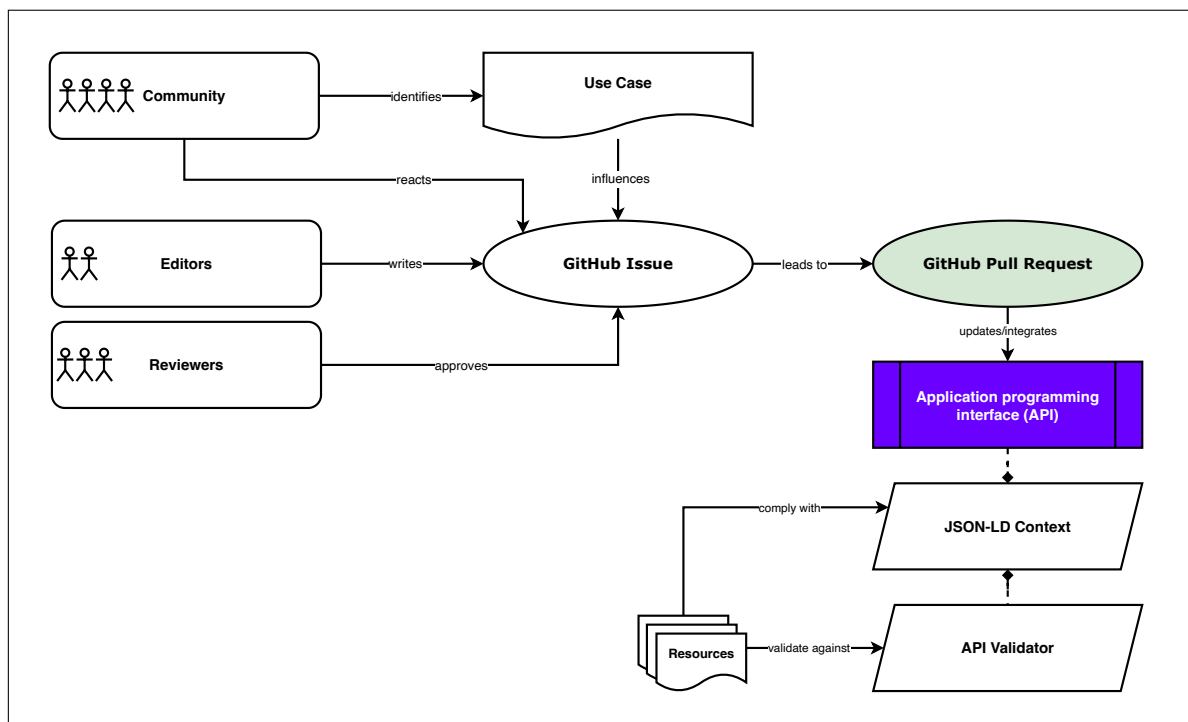 Community
identifies
Use Case
reacts
influences
Editors
writes
GitHub Issue
leads to
GitHub Pull Request
Reviewers
approves
updates/integrates
Application programming
interface (API)
comply with
JSON-LD Context
Resources
validate against
API Validator